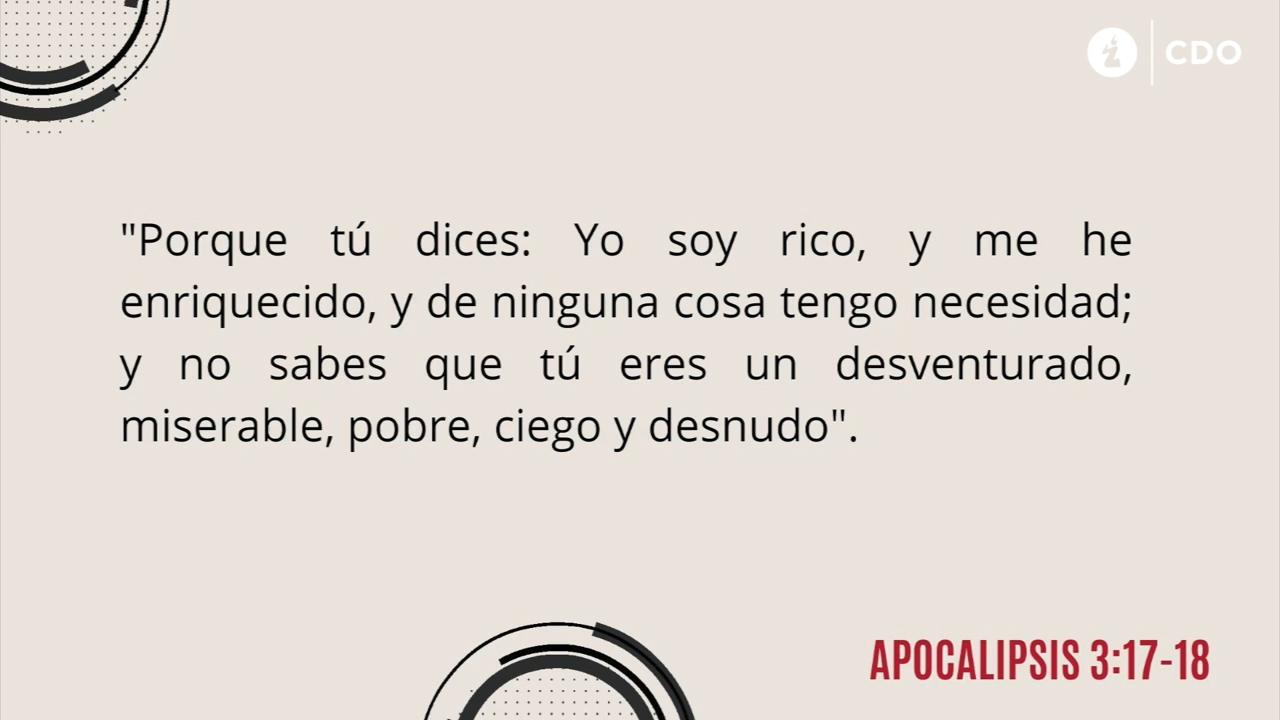 CDO
"Porque tú dices: Yo soy rico, y me he
enriquecido, y de ninguna cosa tengo necesidad;
y no sabes que tú eres un desventurado,
miserable, pobre, ciego y desnudo".
APOCALIPSIS 3:17-18